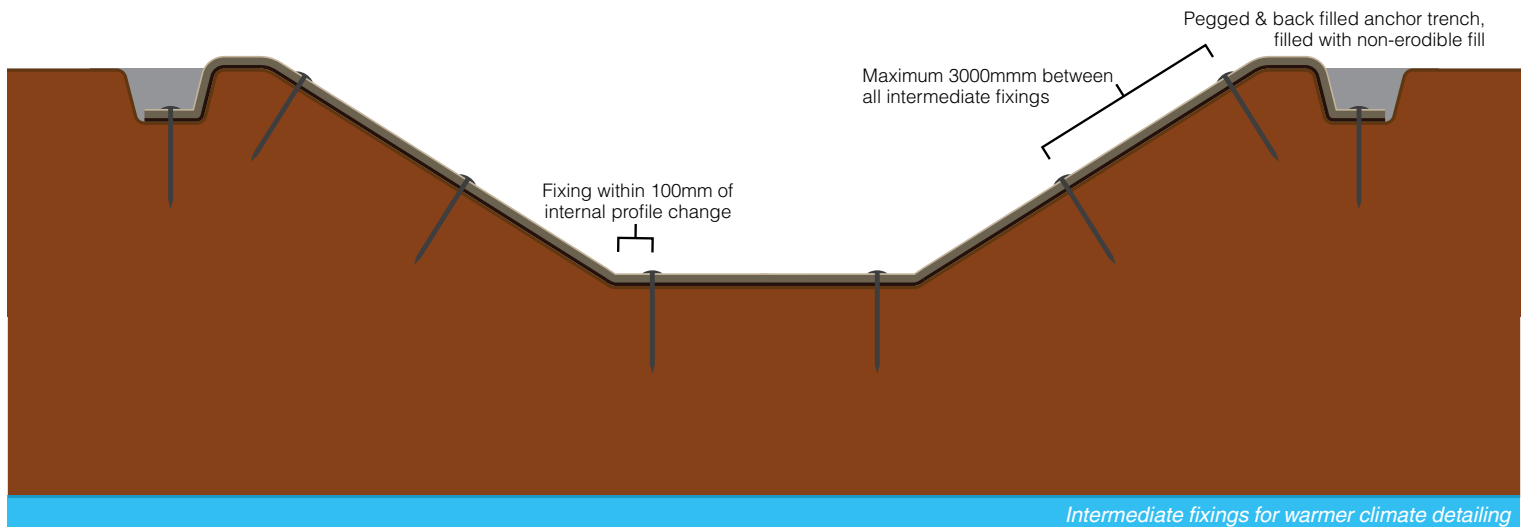 Pegged & back filled anchor trench,
filled with non-erodible fill
Maximum 3000mmm between
all intermediate fixings
Fixing within 100mm of
internal profile change
Intermediate fixings for warmer climate detailing